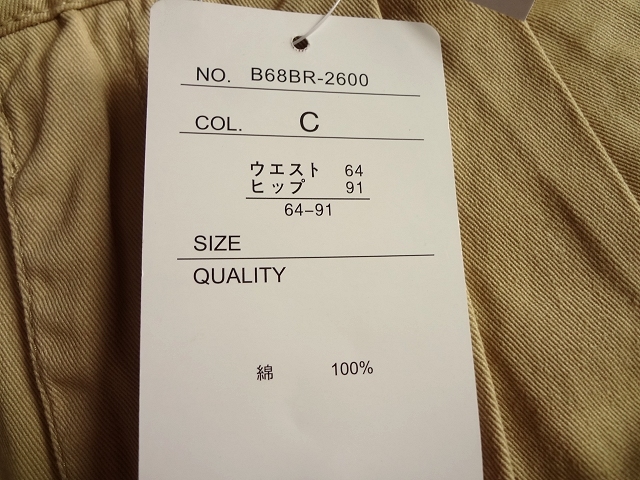 NO. B68BR-2600
COL. C
ウエスト 64
ヒップ 91
64-91
SIZE
QUALITY
綿 100%